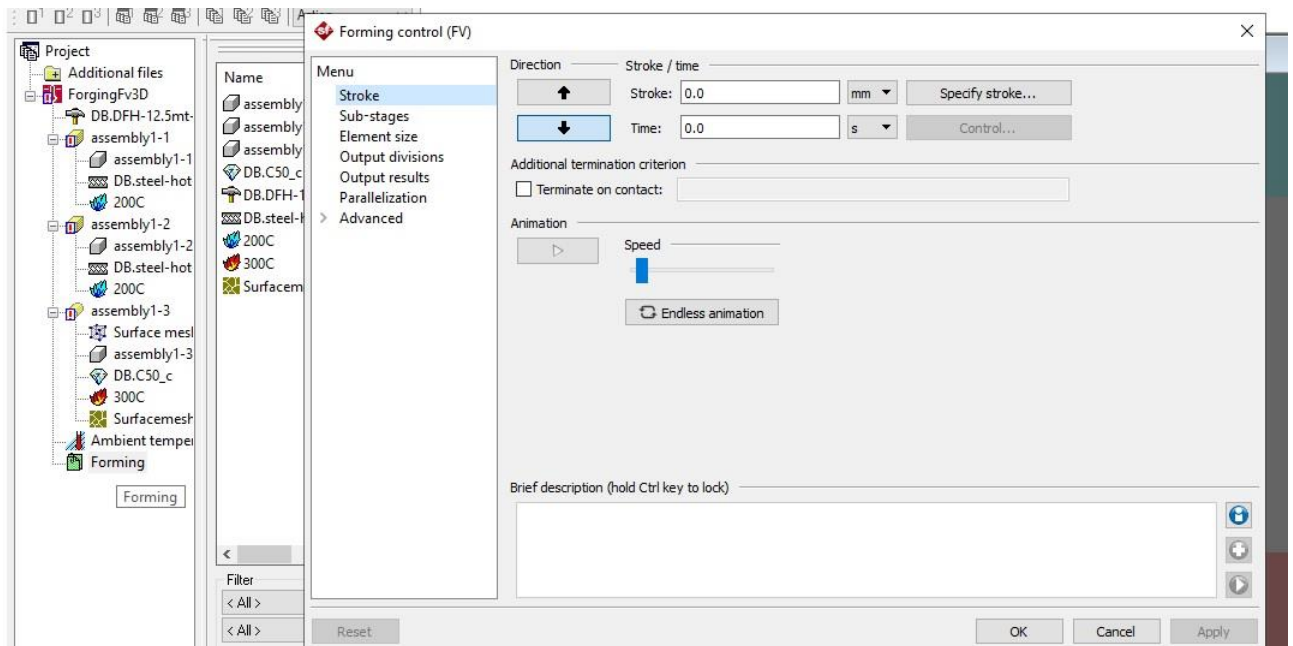 Forming control (FV)
Project
Additional files
ForgingFv3D
DB.DFH-12.5mt-
assembly1-1
assembly1-1
DB.steel-hot
200C
assembly1-2
assembly1-2
DB.steel-hot
200C
assembly1-3
Surface mesl
assembly1-3
DB.C50_c
300C
Surfacemesh
Ambient temper
Forming
Forming
Name
assembly
assembly
assembly
DB.C50_c
DB.DFH-1
DB.steel-h
200C
300C
Surfacem
Filter
< All >
< All >
Menu
Stroke
Sub-stages
Element size
Output divisions
Output results
Parallelization
Advanced
Direction
Stroke / time
Stroke: 0.0 mm Specify stroke...
Time: 0.0 s Control...
Additional termination criterion
Terminate on contact:
Animation
Speed
Endless animation
Brief description (hold Ctrl key to lock)
Reset OK Cancel Apply